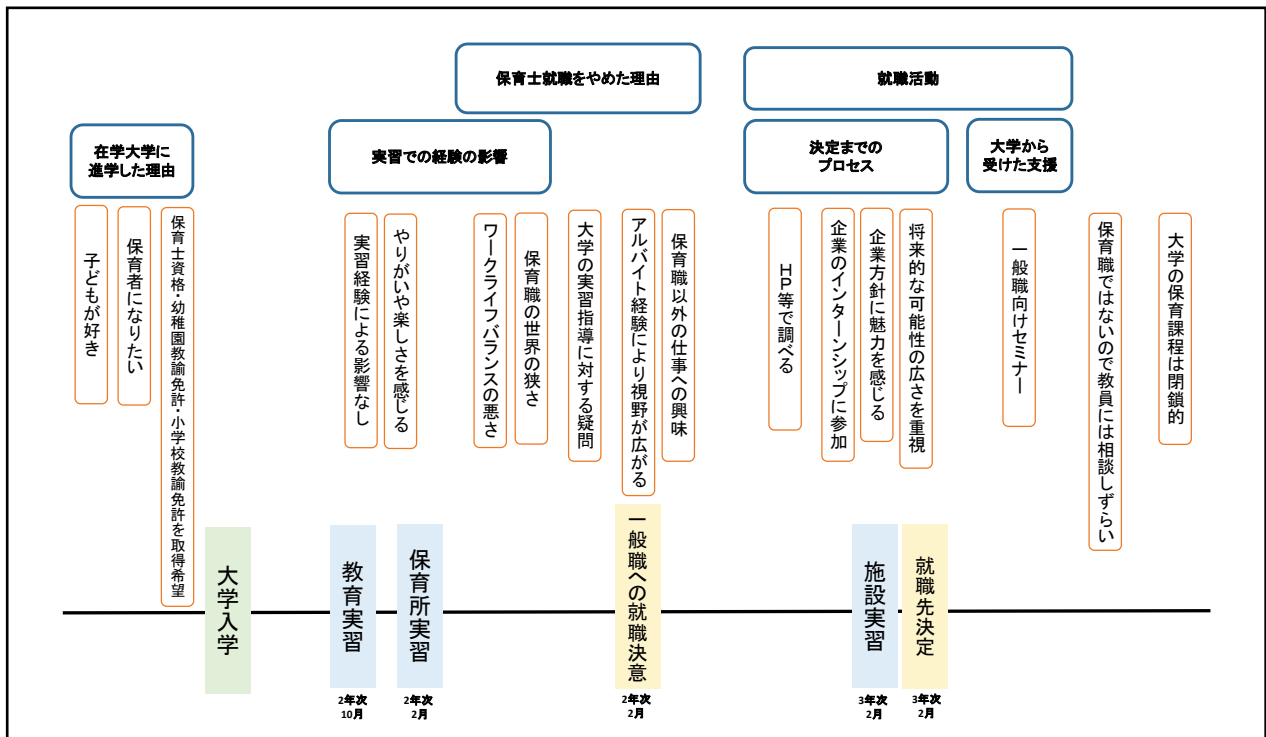 保育士就職をやめた理由
就職活動
在学大学に
進学した理由
実習での経験の影響
決定までの
プロセス
大学から
受けた支援
子どもが好き
保育者になりたい
保育士資格・幼稚園教諭免許・小学校教諭免許を取得希望
実習経験による影響なし
やりがいや楽しさを感じる
ワークライフバランスの悪さ
保育職の世界の狭さ
大学の実習指導に対する疑問
アルバイト経験により視野が広がる
保育職以外の仕事への興味
HP等で調べる
企業のインターンシップに参加
企業方針に魅力を感じる
将来的な可能性の広さを重視
一般職向けセミナー
保育職ではないので教員には相談しずらい
大学の保育課程は閉鎖的
大学入学
教育実習
保育所実習
一般職への就職決意
施設実習
就職先決定
2年次
10月
2年次
2月
2年次
2月
3年次
2月
3年次
2月